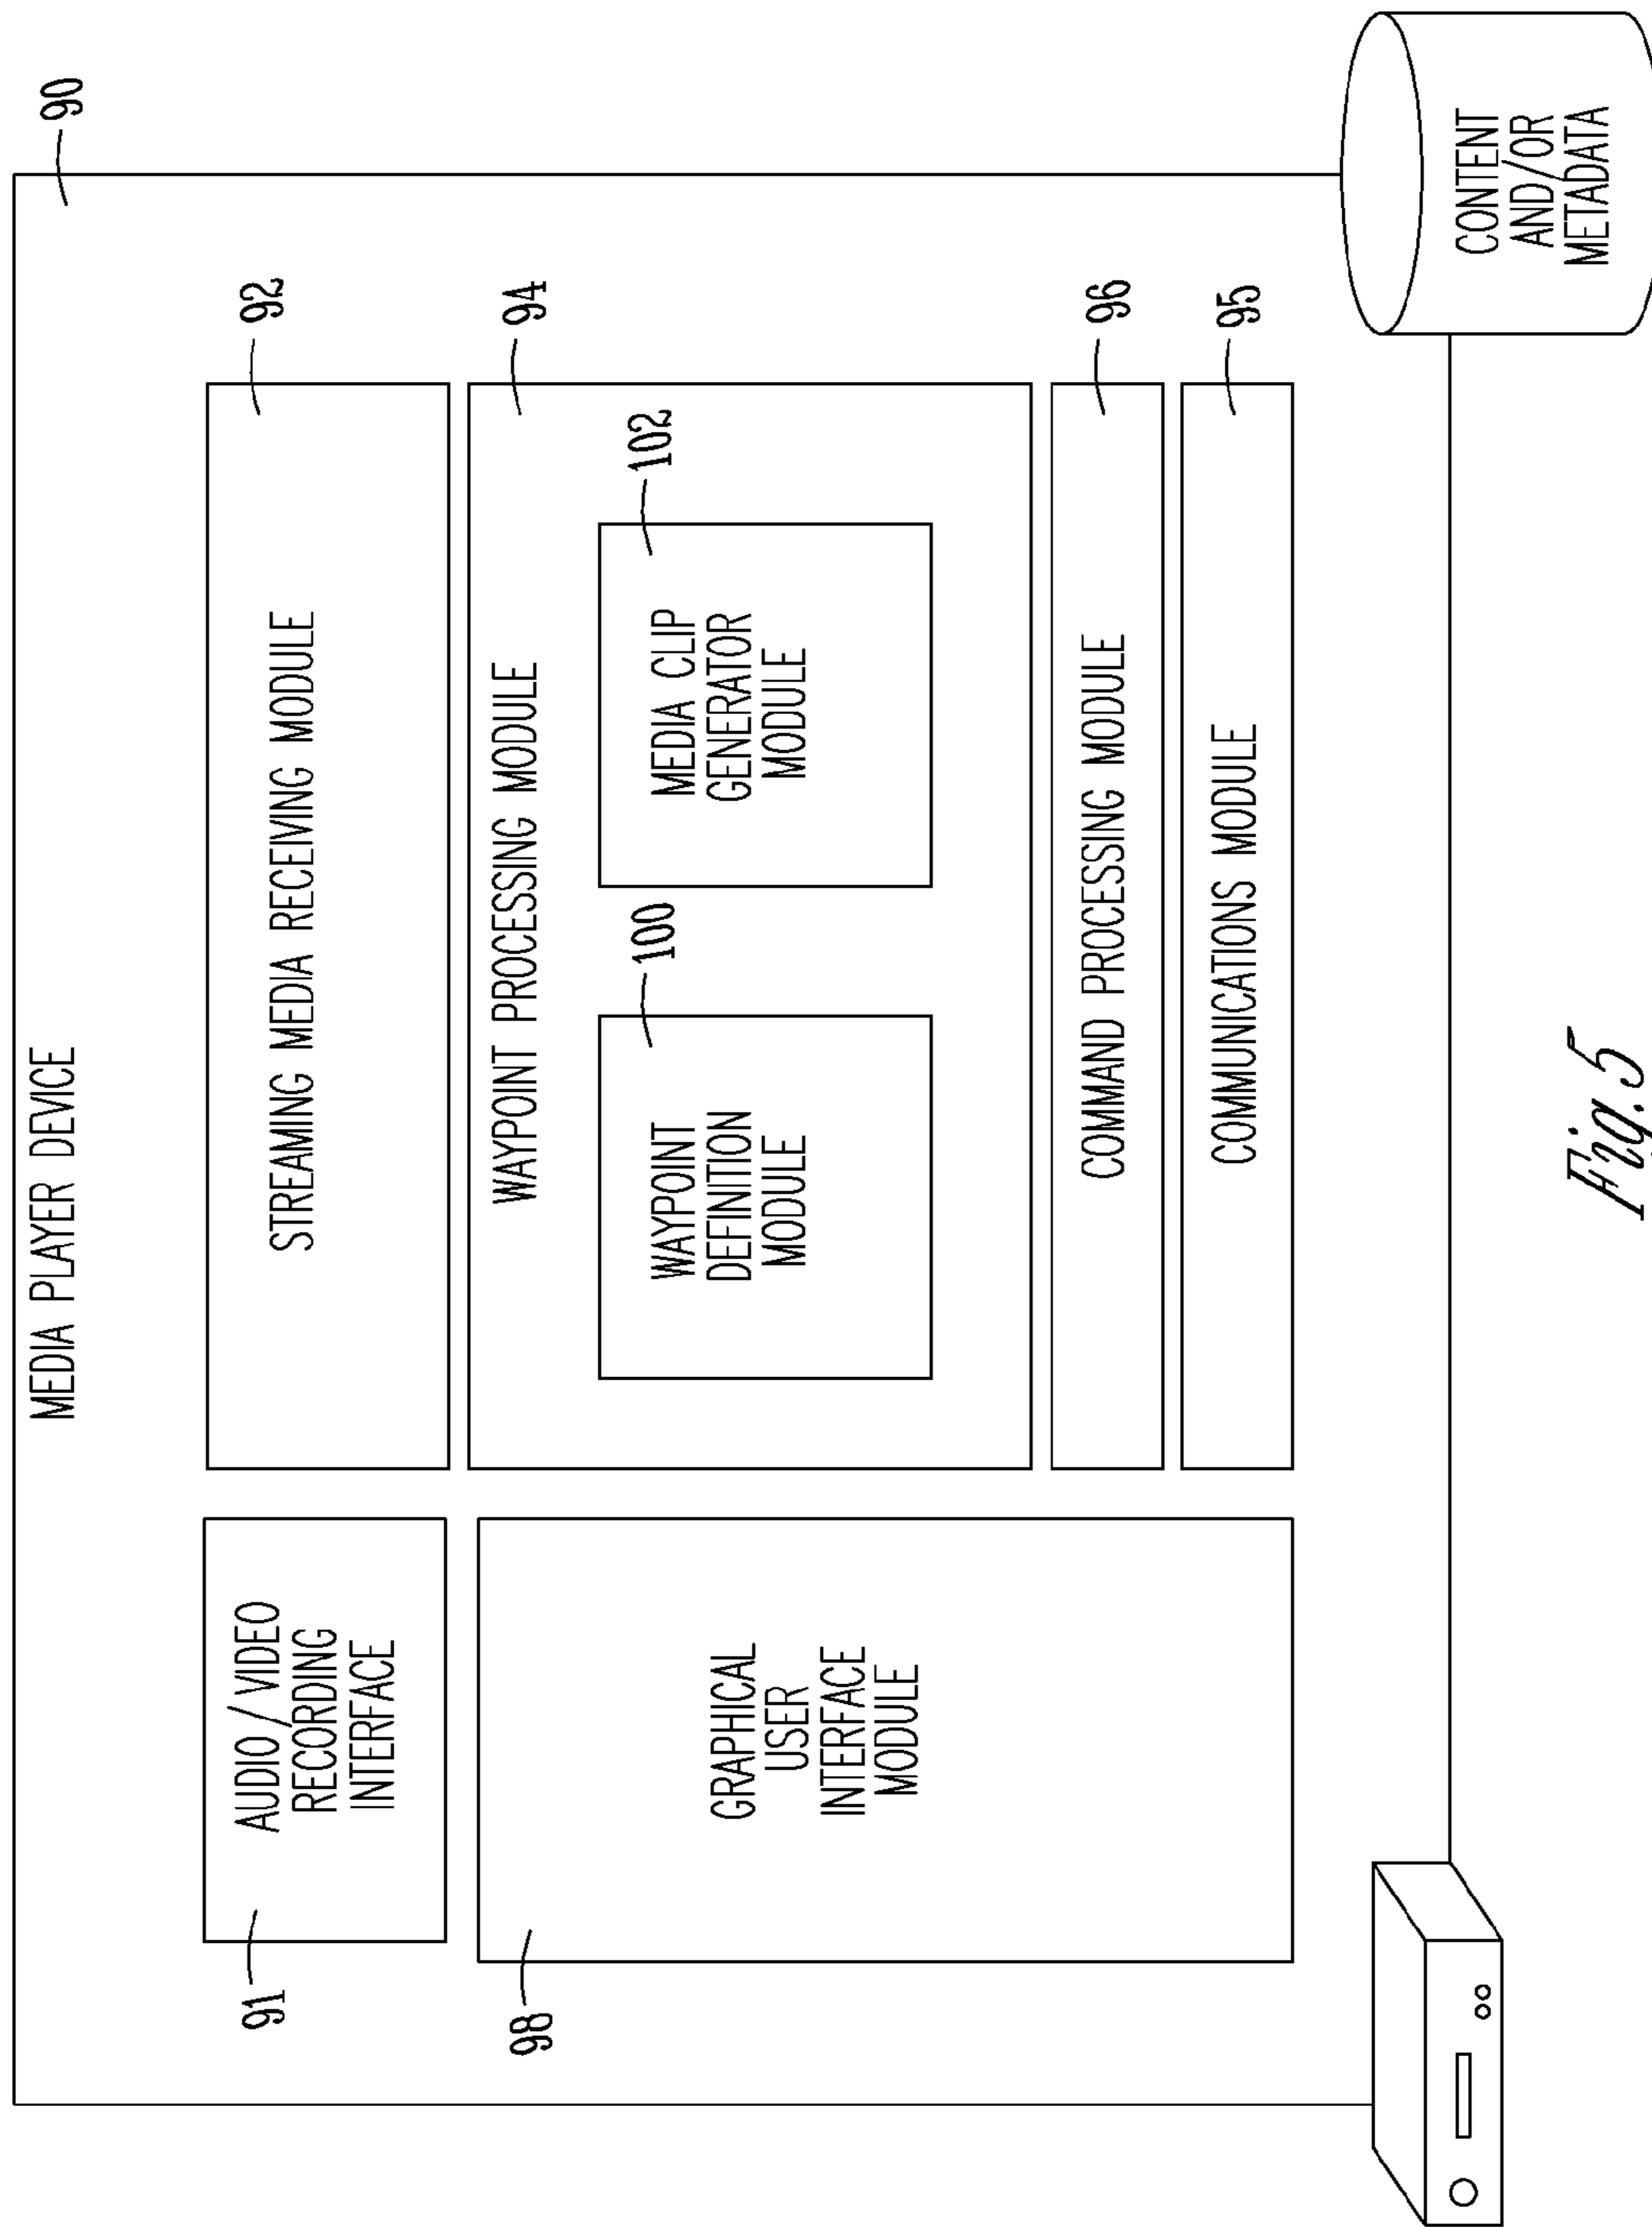 MEDIA PLAYER DEVICE
90
91
AUDIO/VIDEO
RECORDING
INTERFACE
STREAMING MEDIA RECEIVING MODULE
92
98
GRAPHICAL
USER
INTERFACE
MODULE
WAYPOINT PROCESSING MODULE
94
WAYPOINT
DEFINITION
MODULE
100
MEDIA CLIP
GENERATOR
MODULE
102
COMMAND PROCESSING MODULE
96
COMMUNICATIONS MODULE
95
CONTENT
AND/OR
METADATA
Fig. 5